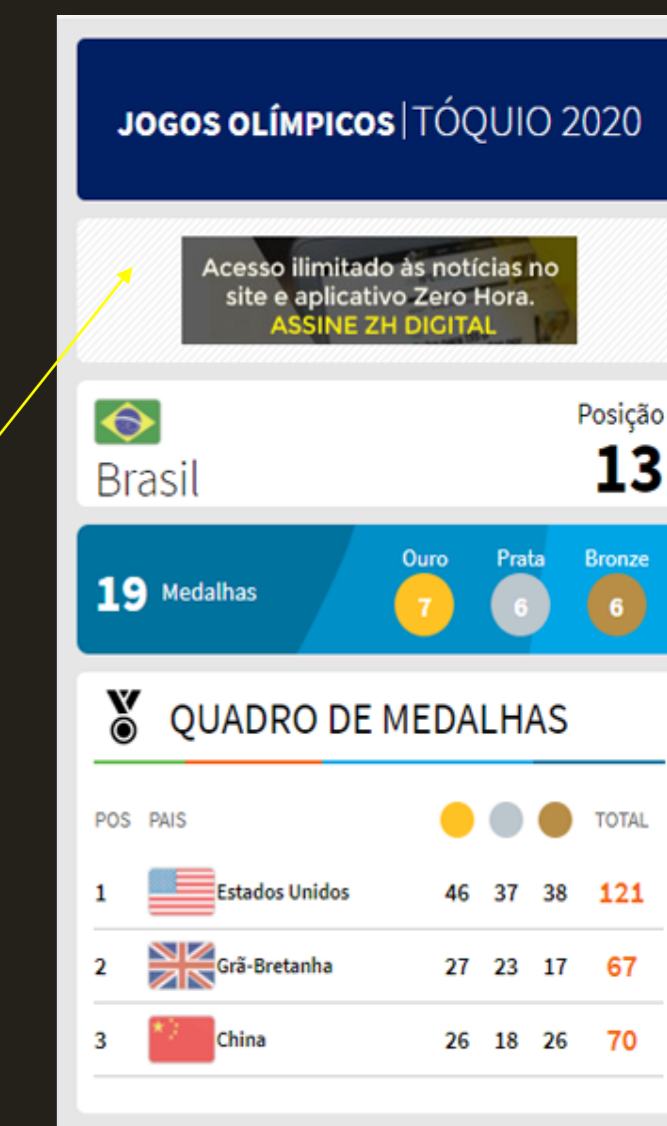 JOGOS OLÍMPICOS|TÓQUIO 2020
Acesso ilimitado às notícias no
site e aplicativo Zero Hora.
ASSINE ZH DIGITAL
Brasil
Posição
13
19 Medalhas
Ouro Prata Bronze
7 6 6
QUADRO DE MEDALHAS
POS PAIS TOTAL
1 Estados Unidos 46 37 38 121
2 Grã-Bretanha 27 23 17 67
3 China 26 18 26 70